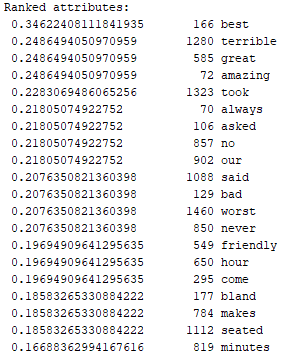 Ranked attributes:
0.34622408111841935 166 best
0.2486494050970959 1280 terrible
0.2486494050970959 585 great
0.2486494050970959 72 amazing
0.2283069486065256 1323 took
0.21805074922752 70 always
0.21805074922752 106 asked
0.21805074922752 857 no
0.21805074922752 902 our
0.2076350821360398 1088 said
0.2076350821360398 129 bad
0.2076350821360398 1460 worst
0.2076350821360398 850 never
0.19694909641295635 549 friendly
0.19694909641295635 650 hour
0.19694909641295635 295 come
0.18583265330884222 177 bland
0.18583265330884222 784 makes
0.18583265330884222 1112 seated
0.16688362994167616 819 minutes